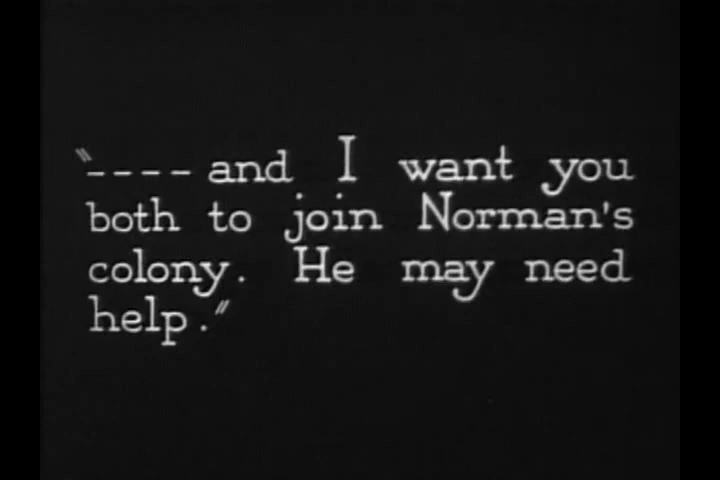 "---- and I want you
both to join Norman's
colony. He may need
help."